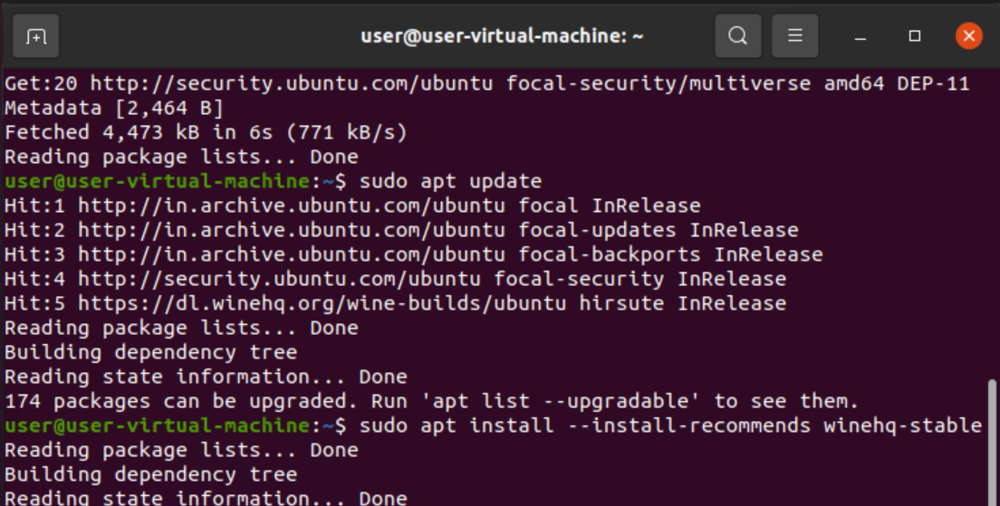 user@user-virtual-machine: ~
Get:20 http://security.ubuntu.com/ubuntu focal-security/multiverse amd64 DEP-11
Metadata [2,464 B]
Fetched 4,473 kB in 6s (771 kB/s)
Reading package lists... Done
user@user-virtual-machine:~$ sudo apt update
Hit:1 http://in.archive.ubuntu.com/ubuntu focal InRelease
Hit:2 http://in.archive.ubuntu.com/ubuntu focal-updates InRelease
Hit:3 http://in.archive.ubuntu.com/ubuntu focal-backports InRelease
Hit:4 http://security.ubuntu.com/ubuntu focal-security InRelease
Hit:5 https://dl.winehq.org/wine-builds/ubuntu hirsute InRelease
Reading package lists... Done
Building dependency tree
Reading state information... Done
174 packages can be upgraded. Run 'apt list --upgradable' to see them.
user@user-virtual-machine:~$ sudo apt install --install-recommends winehq-stable
Reading package lists... Done
Building dependency tree
Reading state information... Done